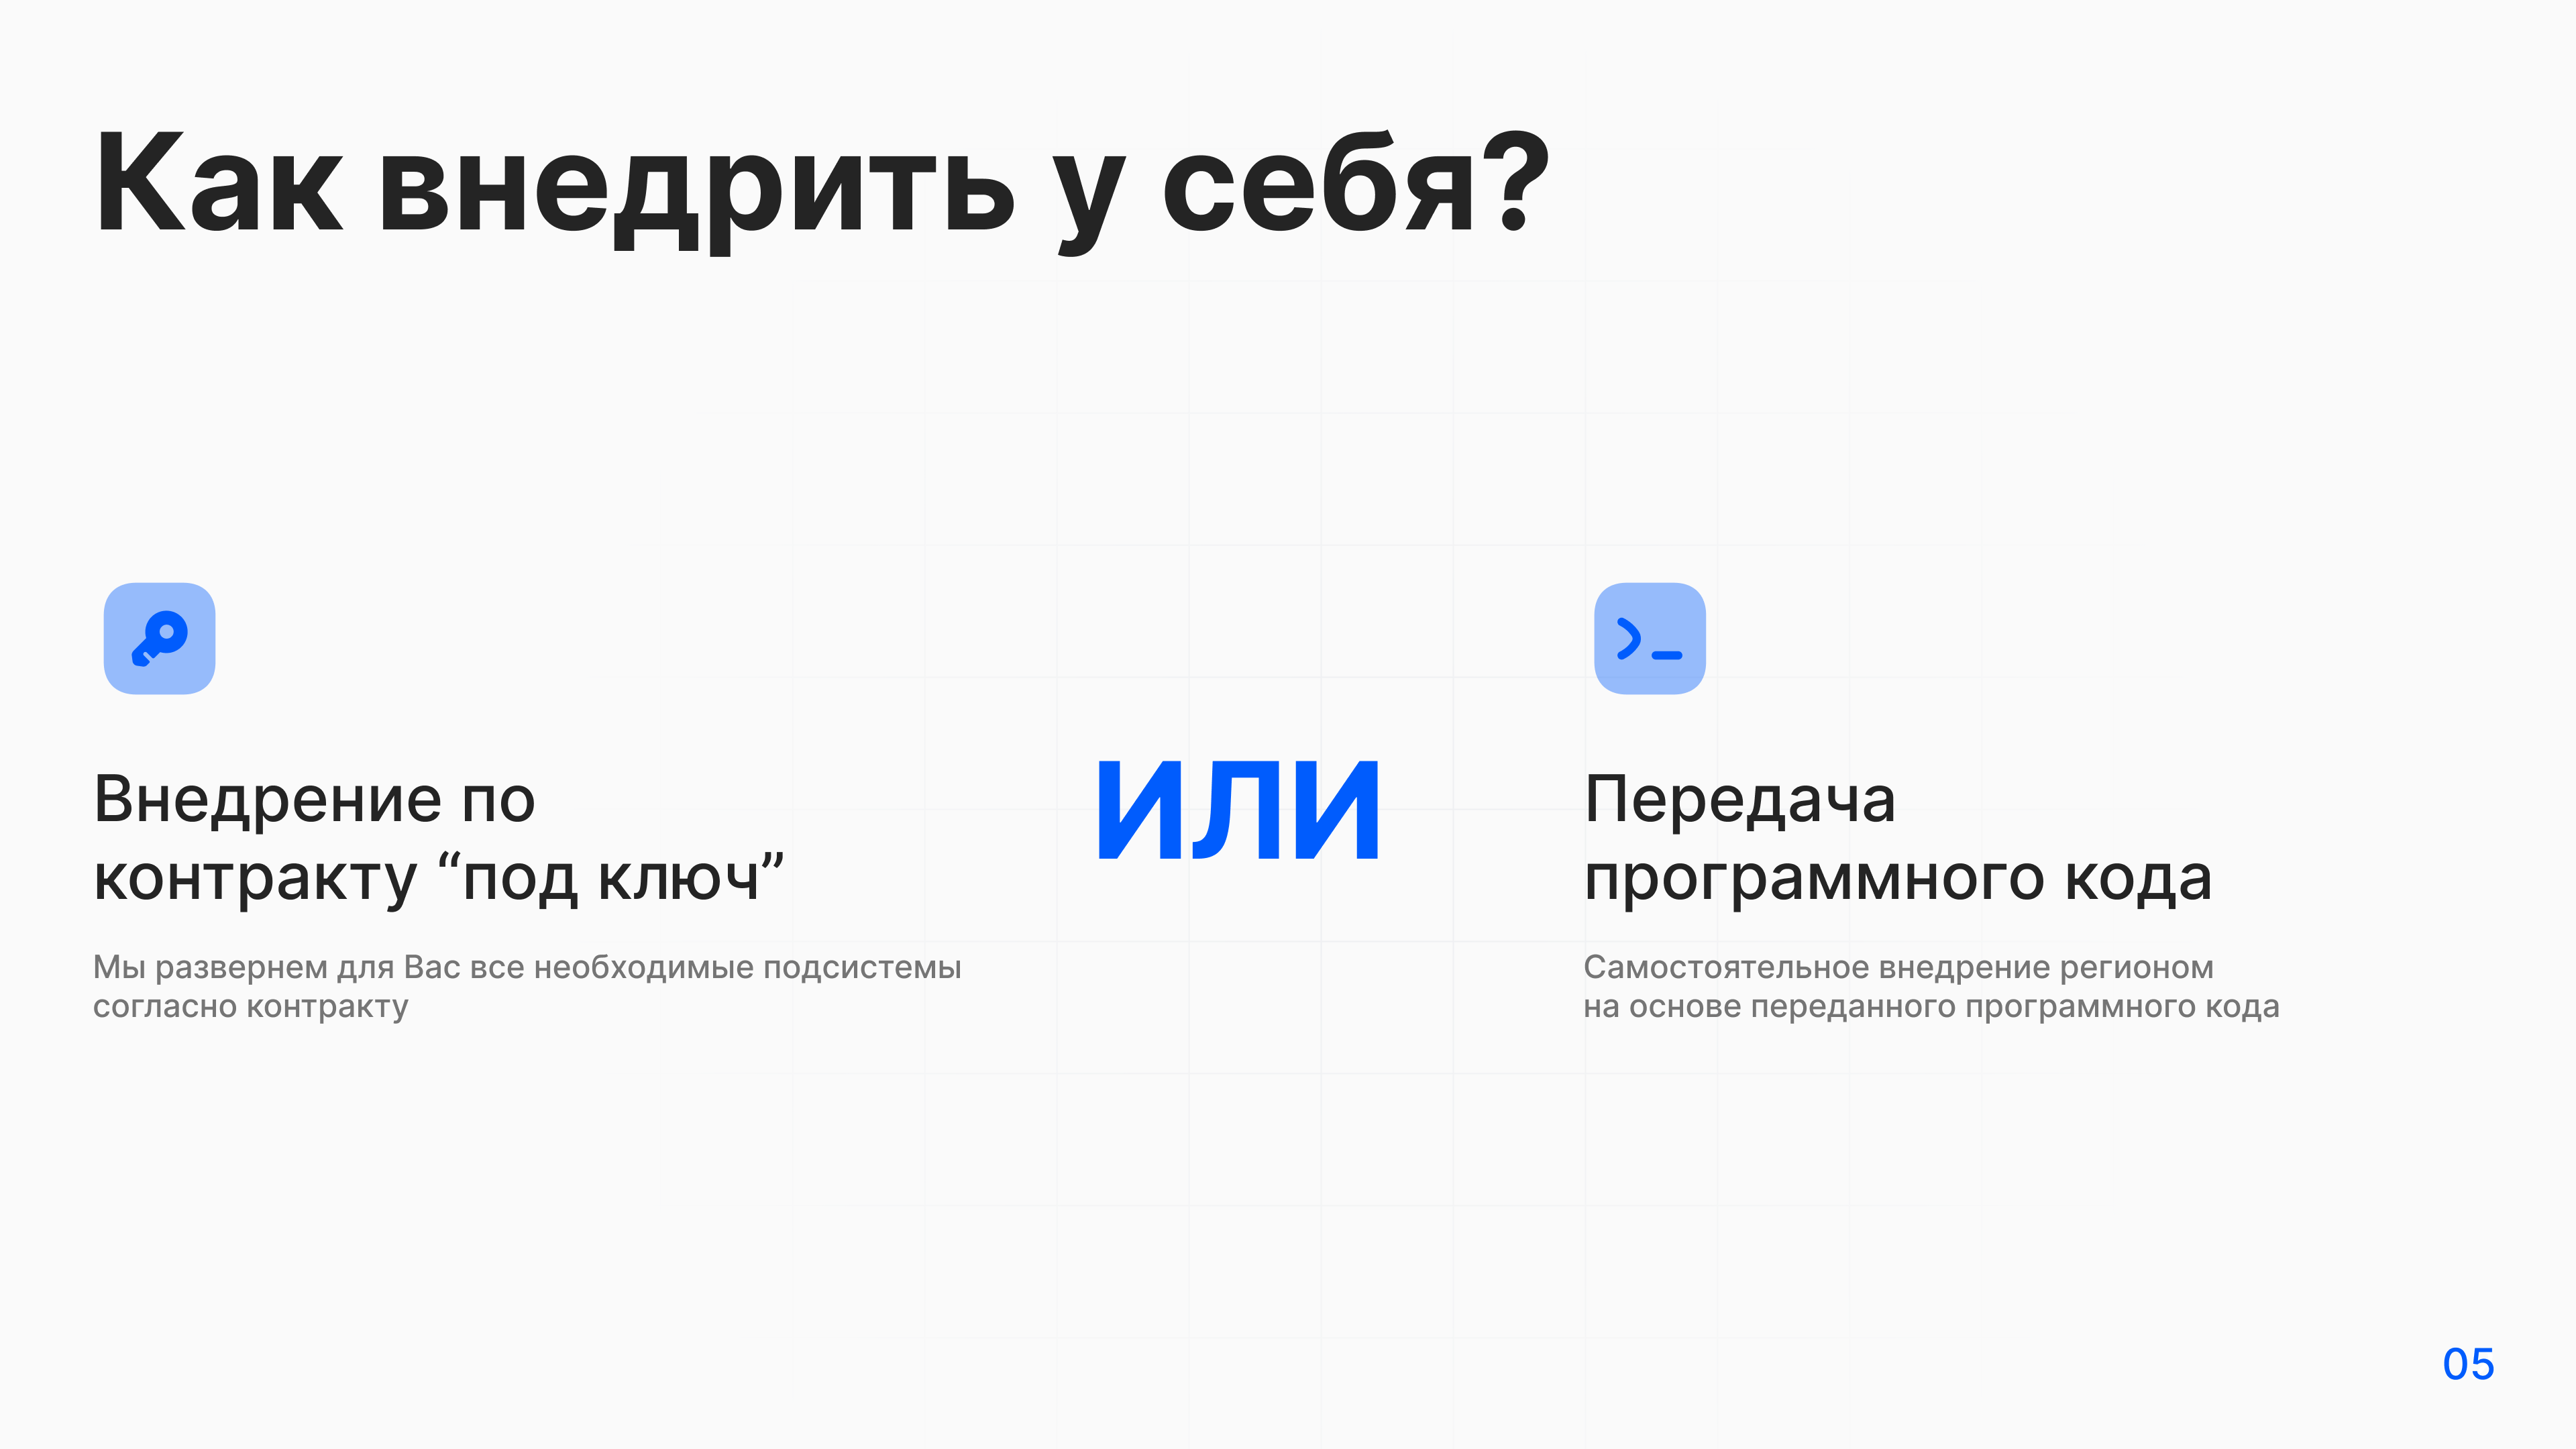 Как внедрить у себя?
Внедрение по
контракту “под ключ”
Мы развернем для Вас все необходимые подсистемы
согласно контракту
ИЛИ
Передача
программного кода
Самостоятельное внедрение регионом
на основе переданного программного кода
05